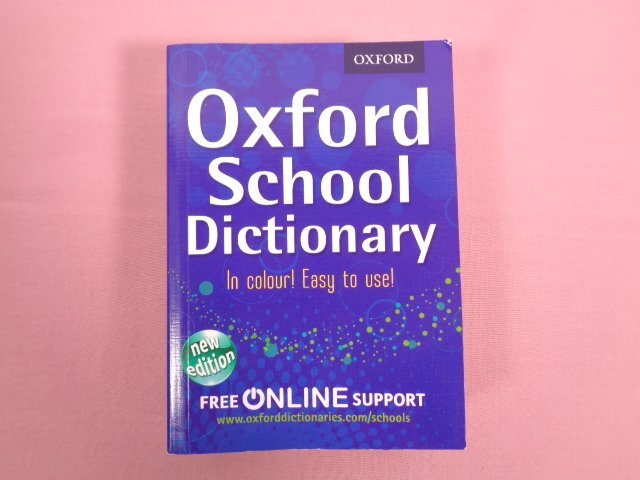 OXFORD
Oxford
School
Dictionary
In colour! Easy to use!
new
edition
FREE ONLINE SUPPORT
www.oxforddictionaries.com/schools